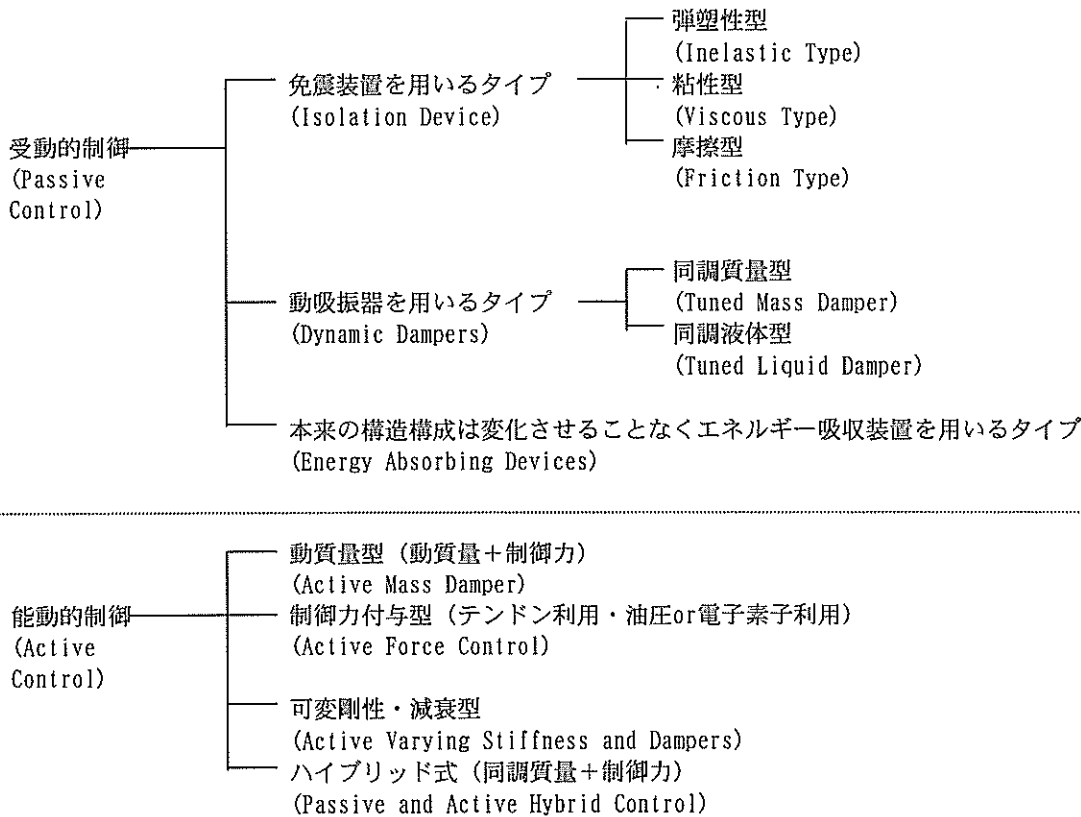 弾塑性型
(Inelastic Type)
免震装置を用いるタイプ
(Isolation Device)
粘性型
(Viscous Type)
摩擦型
(Friction Type)
受動的制御
(Passive
Control)
同調質量型
(Tuned Mass Damper)
動吸振器を用いるタイプ
(Dynamic Dampers)
同調液体型
(Tuned Liquid Damper)
本来の構造構成は変化させることなくエネルギー吸収装置を用いるタイプ
(Energy Absorbing Devices)
動質量型（動質量＋制御力）
(Active Mass Damper)
能動的制御
(Active
Control)
制御力付与型（テンドン利用・油圧or電子素子利用）
(Active Force Control)
可変剛性・減衰型
(Active Varying Stiffness and Dampers)
ハイブリッド式（同調質量＋制御力）
(Passive and Active Hybrid Control)